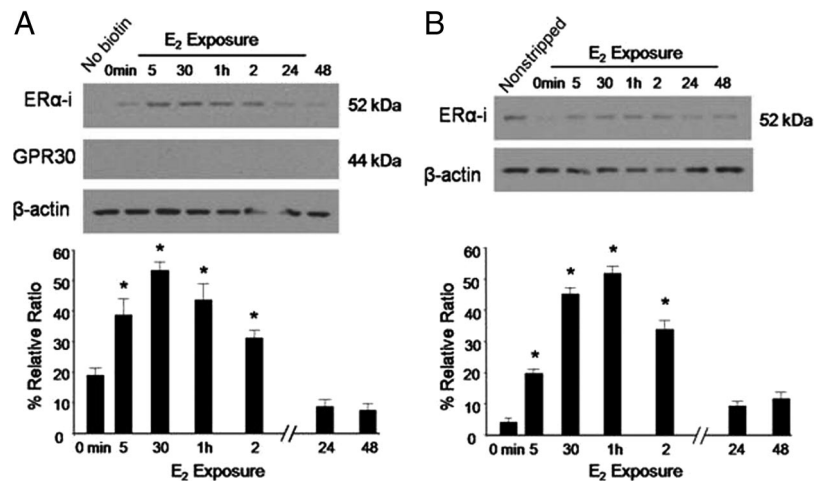 A
No biotin
E2 Exposure
0min 5 30 1h 2 24 48
ERα-i
52 kDa
GPR30
44 kDa
β-actin
% Relative Ratio
60
50
40
30
20
10
0
* * * *
0 min 5 30 1h 2 // 24 48
E2 Exposure
B
Nonstripped
E2 Exposure
0min 5 30 1h 2 24 48
ERα-i
52 kDa
β-actin
% Relative Ratio
60
50
40
30
20
10
0
* * * *
0 min 5 30 1h 2 // 24 48
E2 Exposure